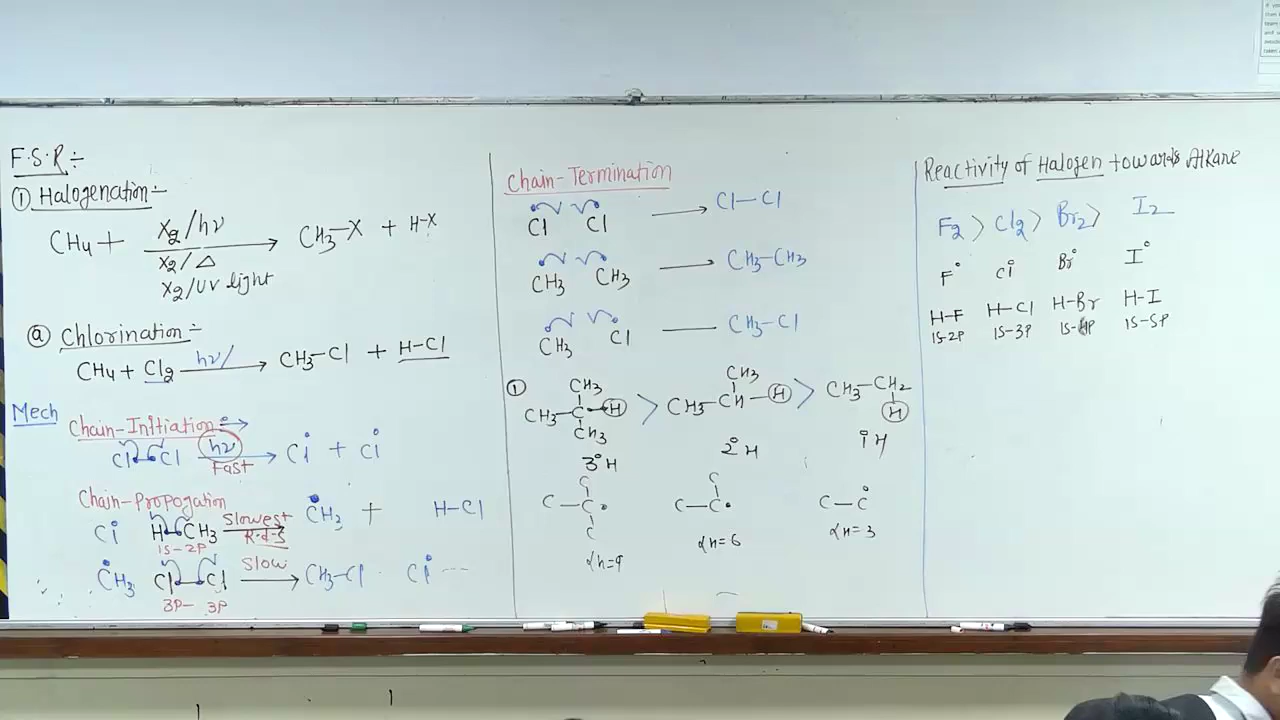 F.S.R ÷
① Halogenation:-
CH4 + X2/hν → CH3-X + H-X
X2/Δ
X2/UV light
ⓐ Chlorination:-
CH4 + Cl2 hν/ → CH3-Cl + H-Cl
Mech
Chain-Initiation ⇒
Cl-Cl hν → Cl• + Cl•
Fast
Chain-Propogation
Cl• H-CH3 Slowest → •CH3 + H-Cl
1S-2P R.d.S
•CH3 Cl-Cl Slow → CH3-Cl . Cl• ---
3P- 3P
Chain-Termination
Cl• •Cl → Cl-Cl
CH3• •CH3 → CH3-CH3
CH3• •Cl — CH3-Cl
①
CH3 CH3
CH3-C-H > CH3-CH-H > CH3-CH2
CH3 H
3°H 2°H 1°H
C C
C-C• C-C• C-C•
C
αH=9 αH=6 αH=3
Reactivity of Halogen towards Alkane
F2 > Cl2 > Br2 > I2
F• Cl• Br• I•
H-F H-Cl H-Br H-I
1S-2P 1S-3P 1S-4P 1S-5P